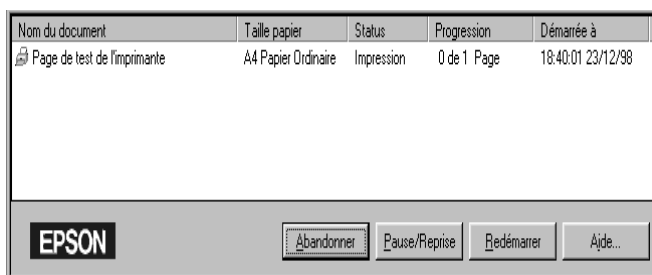 Nom du document Taille papier Status Progression Démarrée à
Page de test de l'imprimante A4 Papier Ordinaire Impression 0 de 1 Page 18:40:01 23/12/98
EPSON Abandonner Pause/Reprise Redémarrer Aide...